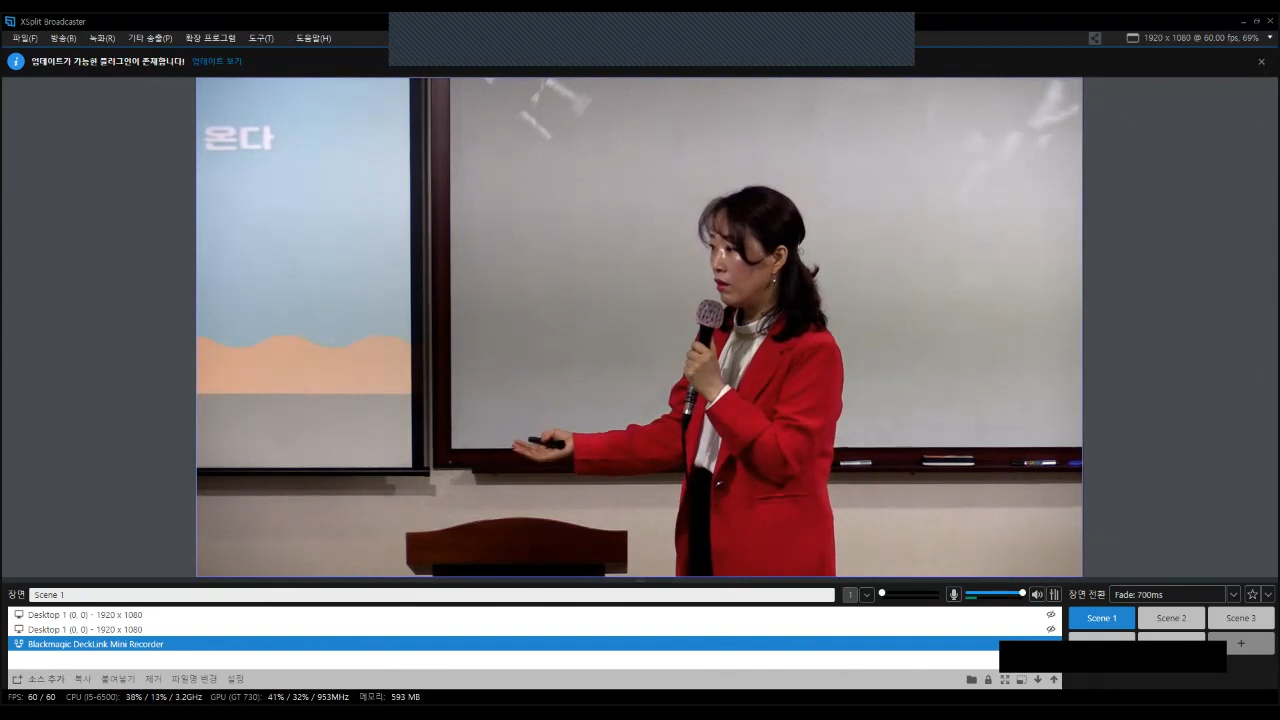 XSplit Broadcaster
파일(F) 방송(B) 녹화(R) 기타 송출(P) 확장 프로그램 도구(T) 도움말(H) 1920 x 1080 @ 60.00 fps, 69%
업데이트가 가능한 플러그인이 존재합니다! 업데이트 보기
온다
장면 Scene 1 1 장면 전환 Fade: 700ms
Desktop 1 (0, 0) - 1920 x 1080
Desktop 1 (0, 0) - 1920 x 1080
Blackmagic DeckLink Mini Recorder
Scene 1 Scene 2 Scene 3
소스 추가 복사 붙여넣기 제거 파일명 변경 설정
FPS: 60 / 60 CPU (i5-6500): 38% / 13% / 3.2GHz GPU (GT 730): 41% / 32% / 953MHz 메모리: 593 MB